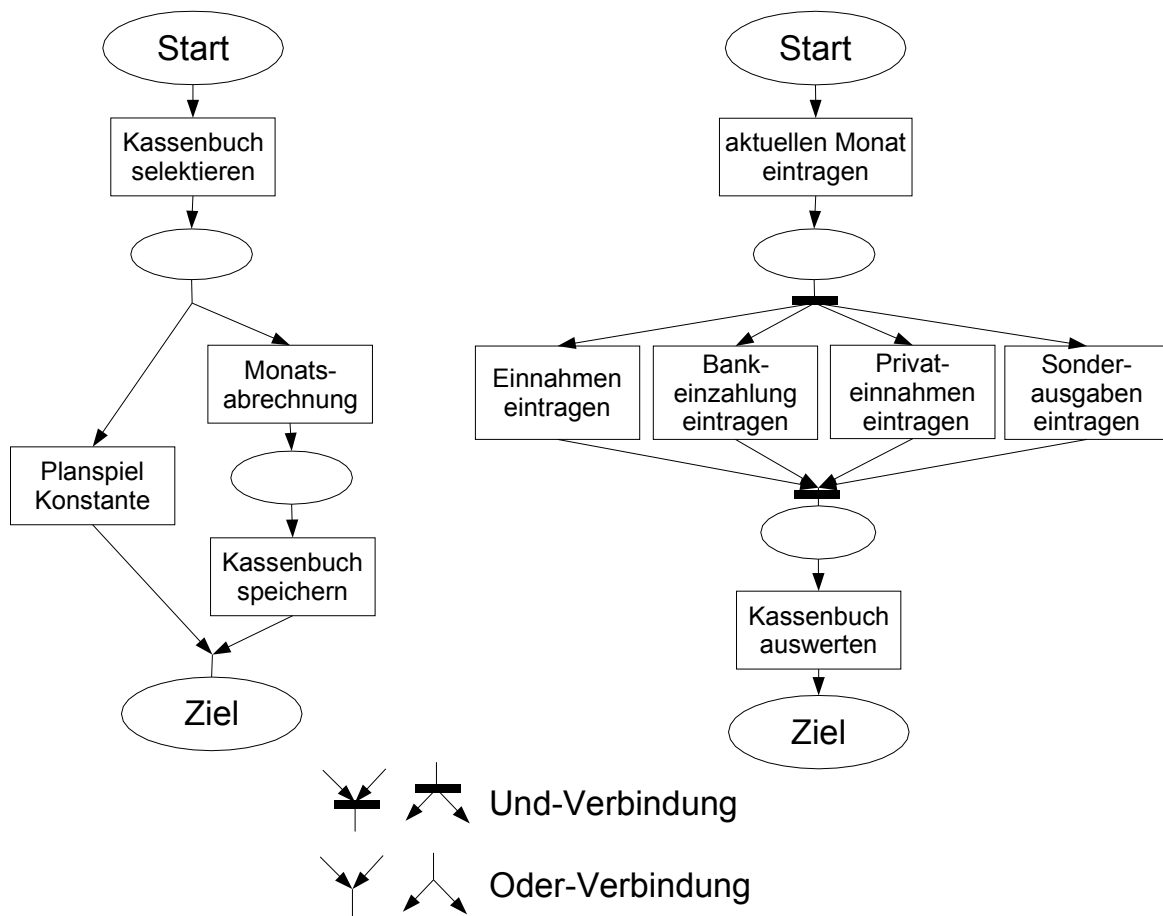 Start
Kassenbuch
selektieren
Monats-
abrechnung
Planspiel
Konstante
Kassenbuch
speichern
Ziel
Start
aktuellen Monat
eintragen
Einnahmen
eintragen
Bank-
einzahlung
eintragen
Privat-
einnahmen
eintragen
Sonder-
ausgaben
eintragen
Kassenbuch
auswerten
Ziel
Und-Verbindung
Oder-Verbindung